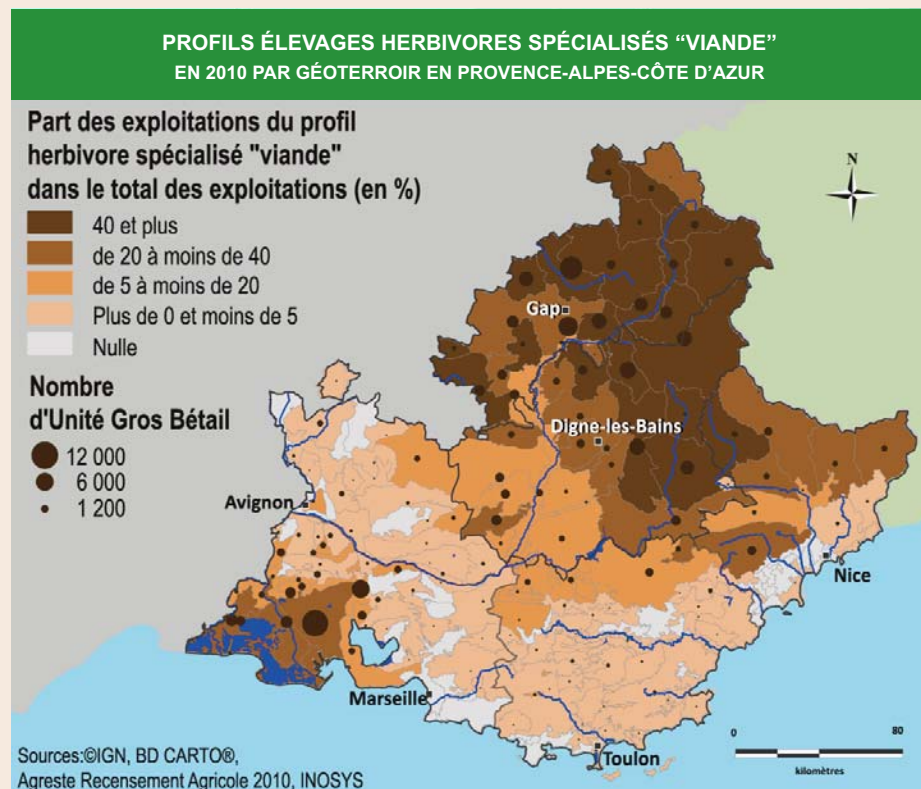 PROFILS ÉLEVAGES HERBIVORES SPÉCIALISÉS “VIANDE”
EN 2010 PAR GÉOTERROIR EN PROVENCE-ALPES-CÔTE D’AZUR
Part des exploitations du profil
herbivore spécialisé "viande"
dans le total des exploitations (en %)
40 et plus
de 20 à moins de 40
de 5 à moins de 20
Plus de 0 et moins de 5
Nulle
Nombre
d'Unité Gros Bétail
12 000
6 000
1 200
N
Gap
Digne-les-Bains
Avignon
Nice
Marseille
Toulon
0 80
kilomètres
Sources:©IGN, BD CARTO®,
Agreste Recensement Agricole 2010, INOSYS